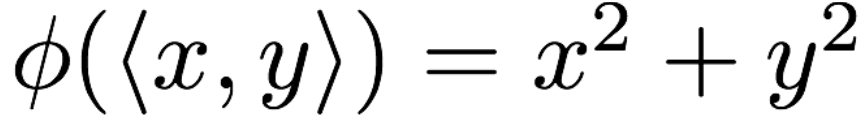 ϕ(⟨x, y⟩) = x² + y²